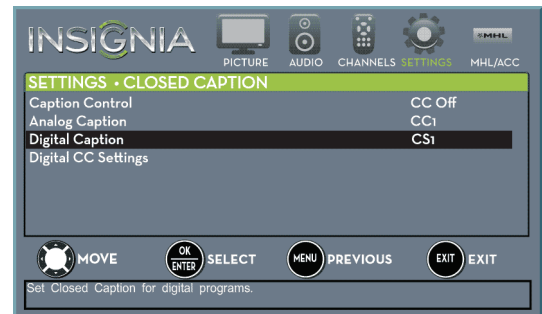 INSIGNIA
PICTURE AUDIO CHANNELS SETTINGS MHL/ACC
MHL
SETTINGS • CLOSED CAPTION
Caption Control CC Off
Analog Caption CC1
Digital Caption CS1
Digital CC Settings
MOVE OK ENTER SELECT MENU PREVIOUS EXIT EXIT
Set Closed Caption for digital programs.